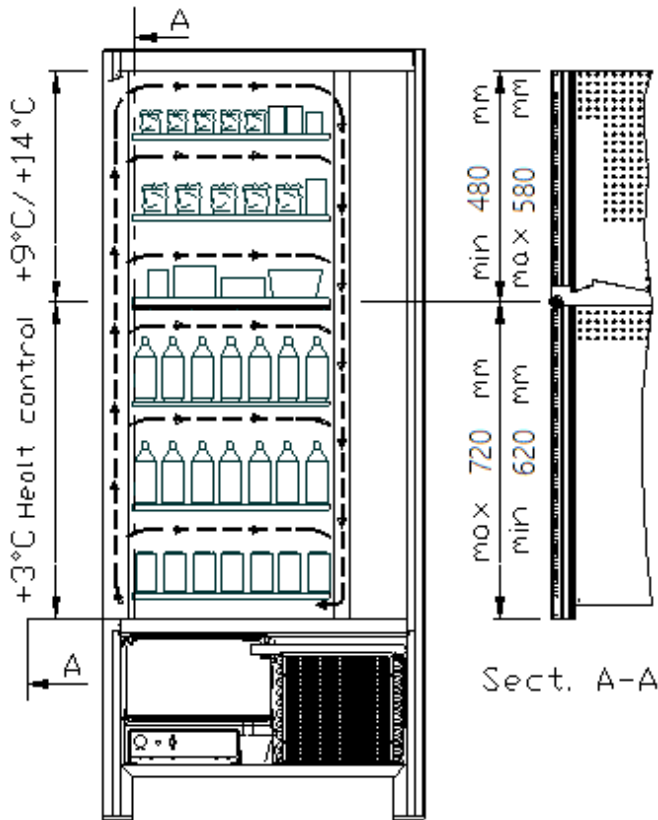 A
+9°C/ +14°C
+3°C Healt control
min 480 mm
max 580 mm
max 720 mm
min 620 mm
A
Sect. A-A